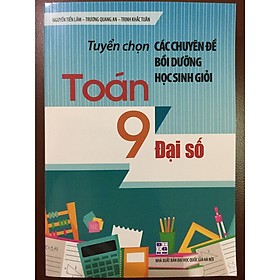 NGUYỄN TIẾN LÂM - TRƯƠNG QUANG AN - TRỊNH KHẮC TUÂN
Tuyển chọn CÁC CHUYÊN ĐỀ
BỒI DƯỠNG
HỌC SINH GIỎI
Toán
9 Đại số
NHÀ XUẤT BẢN ĐẠI HỌC QUỐC GIA HÀ NỘI